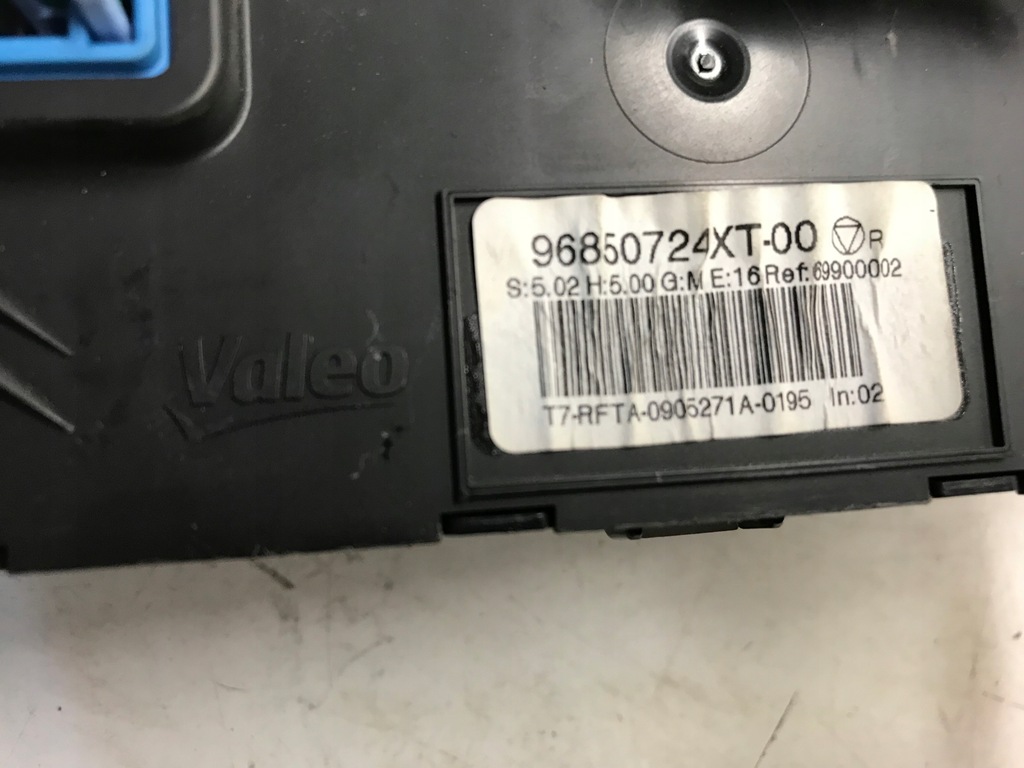 96850724XT-00 R
S:5.02 H:5.00 G:M E:16 Ref:69900002
T7-RFTA-0905271A-0195 In:02
Valeo